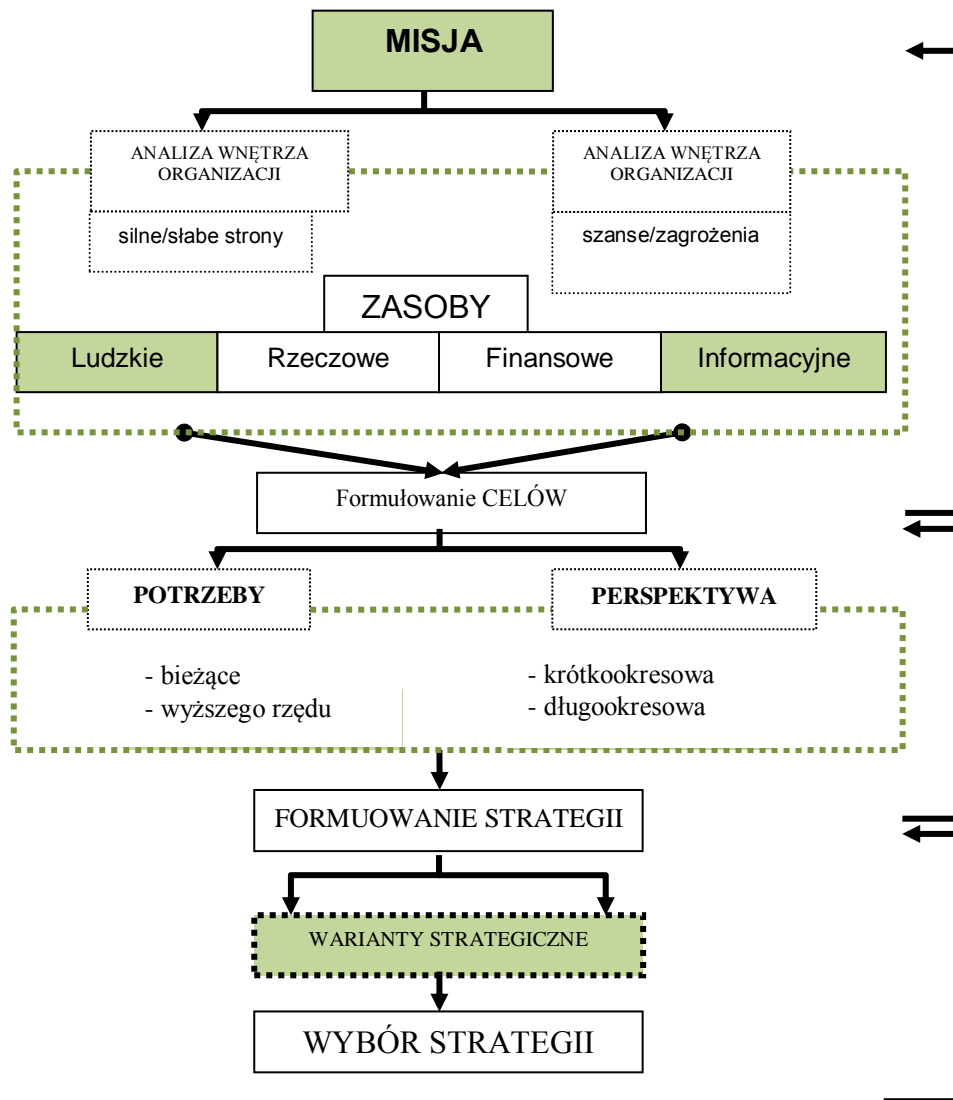 MISJA
ANALIZA WNĘTRZA
ORGANIZACJI
silne/słabe strony
ANALIZA WNĘTRZA
ORGANIZACJI
szanse/zagrożenia
ZASOBY
Ludzkie
Rzeczowe
Finansowe
Informacyjne
Formułowanie CELÓW
POTRZEBY
- bieżące
- wyższego rzędu
PERSPEKTYWA
- krótkookresowa
- długookresowa
FORMUOWANIE STRATEGII
WARIANTY STRATEGICZNE
WYBÓR STRATEGII